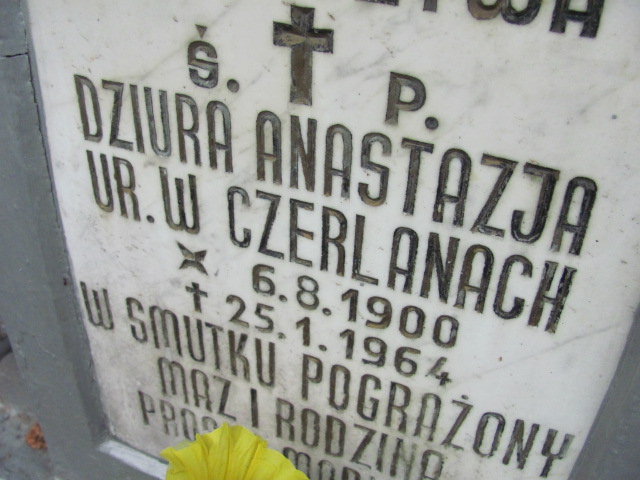 Ś. P.
DZIURA ANASTAZJA
UR. W CZERLANACH
6.8.1900
25.1.1964
W SMUTKU POGRĄŻONY
MĄŻ I RODZINA